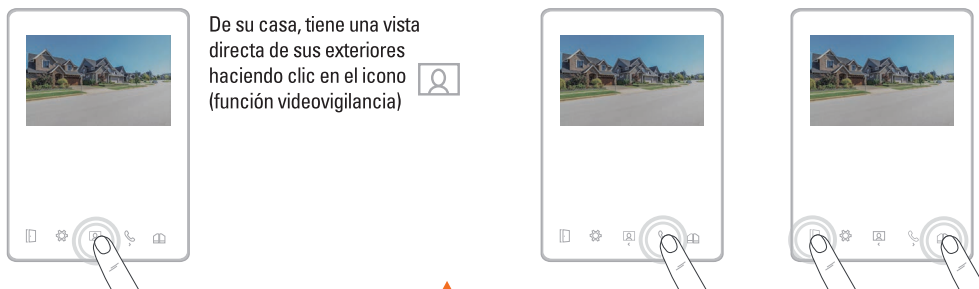 De su casa, tiene una vista
directa de sus exteriores
haciendo clic en el icono
(función videovigilancia)